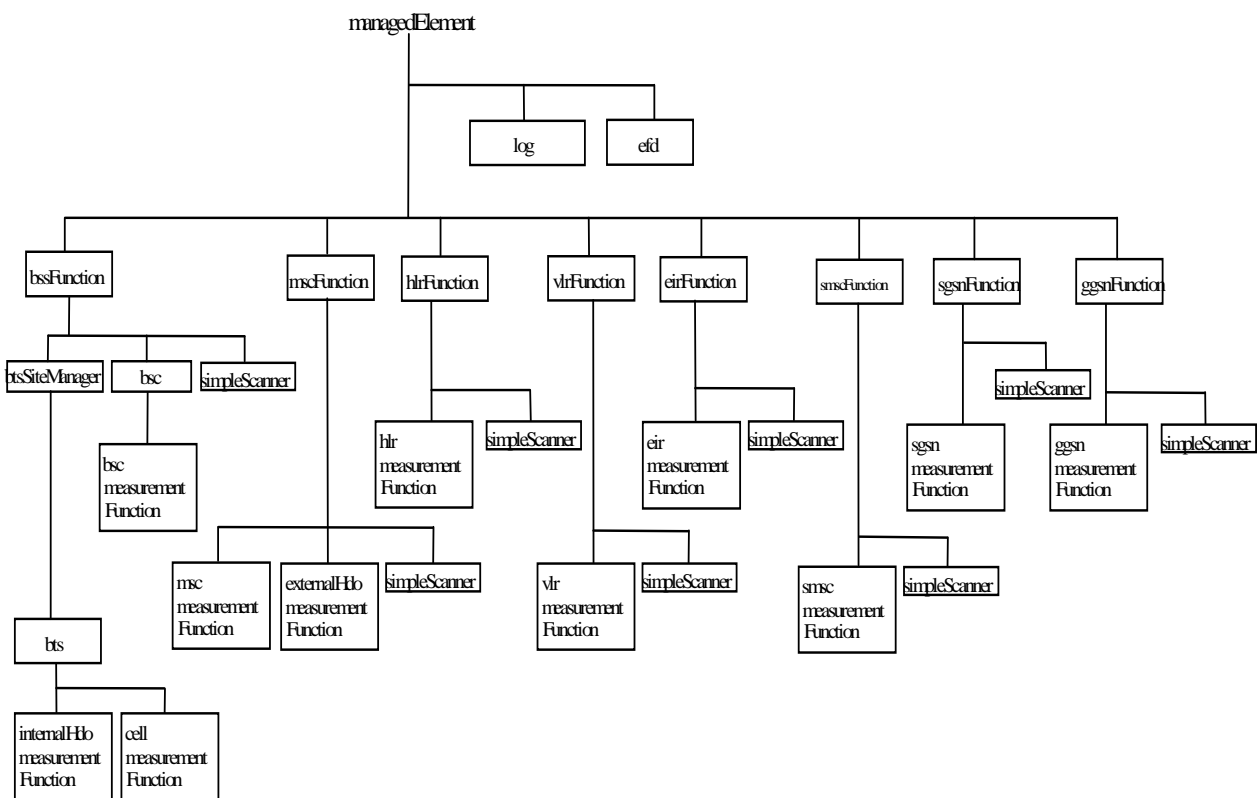 managedElement
log
efd
bssFunction
mscFunction
hlrFunction
vlrFunction
eirFunction
smscFunction
sgsnFunction
ggsnFunction
btsSiteManager
bsc
simpleScanner
simpleScanner
bsc
measurement
Function
hlr
measurement
Function
simpleScanner
eir
measurement
Function
simpleScanner
sgsn
measurement
Function
ggsn
measurement
Function
simpleScanner
msc
measurement
Function
externalHdo
measurement
Function
simpleScanner
vlr
measurement
Function
simpleScanner
smsc
measurement
Function
simpleScanner
bts
internalHdo
measurement
Function
cell
measurement
Function